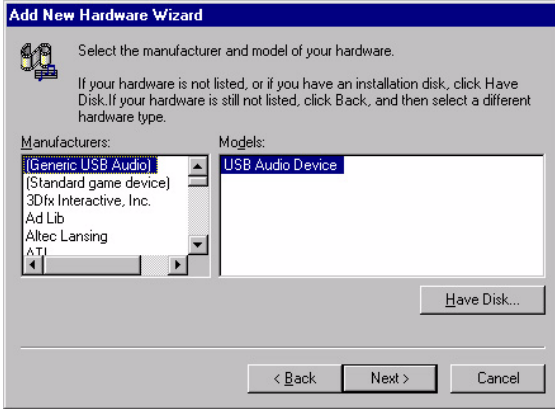 Add New Hardware Wizard
Select the manufacturer and model of your hardware.
If your hardware is not listed, or if you have an installation disk, click Have
Disk.If your hardware is still not listed, click Back, and then select a different
hardware type.
Manufacturers:
Models:
(Generic USB Audio)
(Standard game device)
3Dfx Interactive, Inc.
Ad Lib
Altec Lansing
USB Audio Device
Have Disk...
< Back
Next >
Cancel